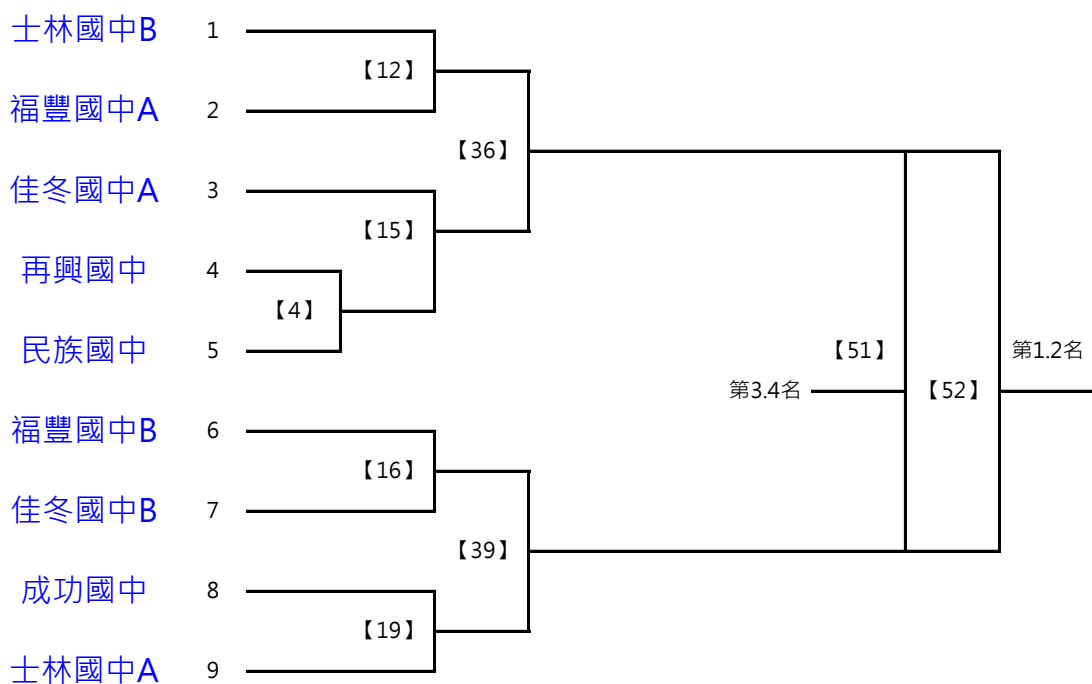 士林國中B 1
【12】
福豐國中A 2
【36】
佳冬國中A 3
【15】
再興國中 4
【4】
民族國中 5
【51】 第1.2名
第3.4名 【52】
福豐國中B 6
【16】
佳冬國中B 7
【39】
成功國中 8
【19】
士林國中A 9